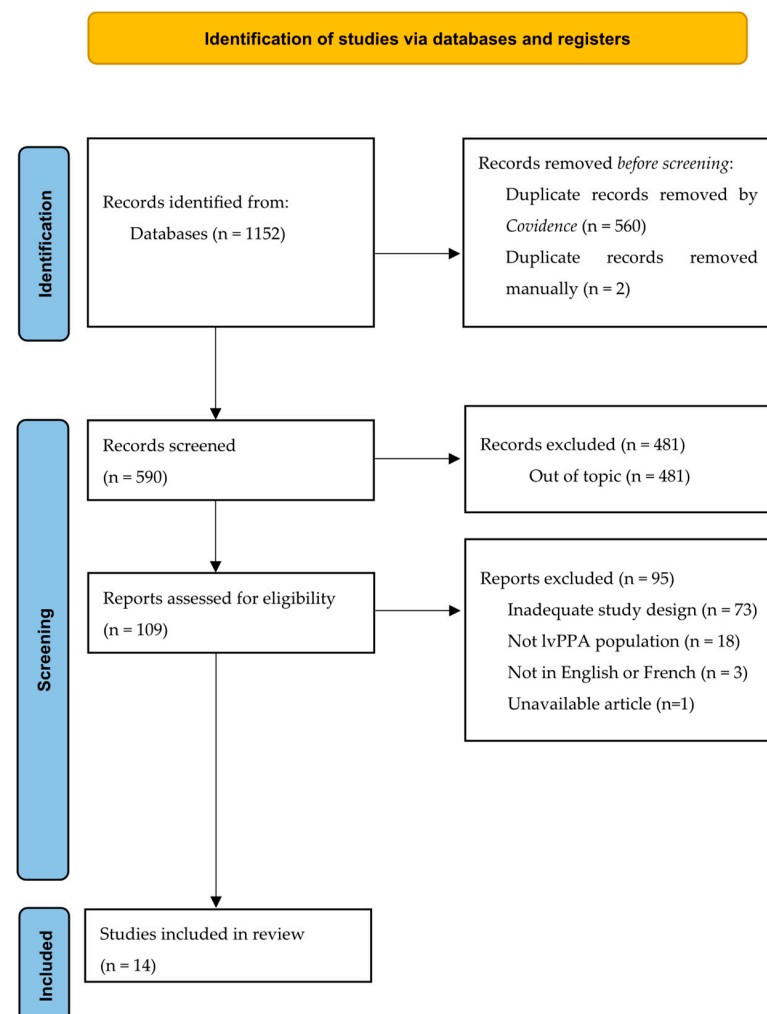 Identification of studies via databases and registers
Identification
Records identified from:
Databases (n = 1152)
Records removed before screening:
Duplicate records removed by
Covidence (n = 560)
Duplicate records removed
manually (n = 2)
Screening
Records screened
(n = 590)
Records excluded (n = 481)
Out of topic (n = 481)
Reports assessed for eligibility
(n = 109)
Reports excluded (n = 95)
Inadequate study design (n = 73)
Not lvPPA population (n = 18)
Not in English or French (n = 3)
Unavailable article (n=1)
Included
Studies included in review
(n = 14)